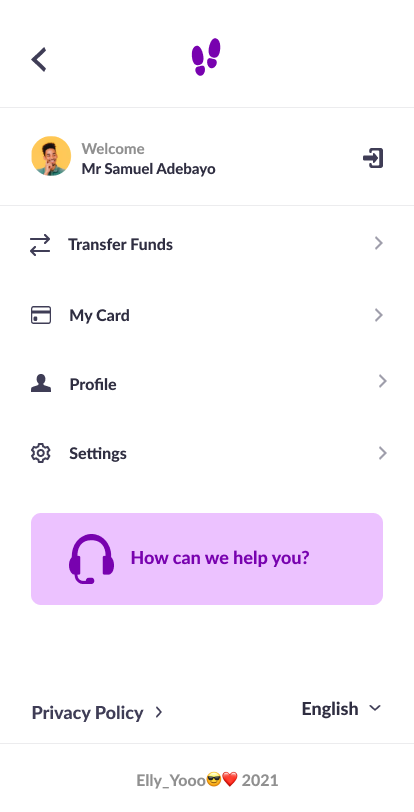 Welcome
Mr Samuel Adebayo
Transfer Funds
My Card
Profile
Settings
How can we help you?
Privacy Policy
English
Elly_Yooo😎❤️ 2021